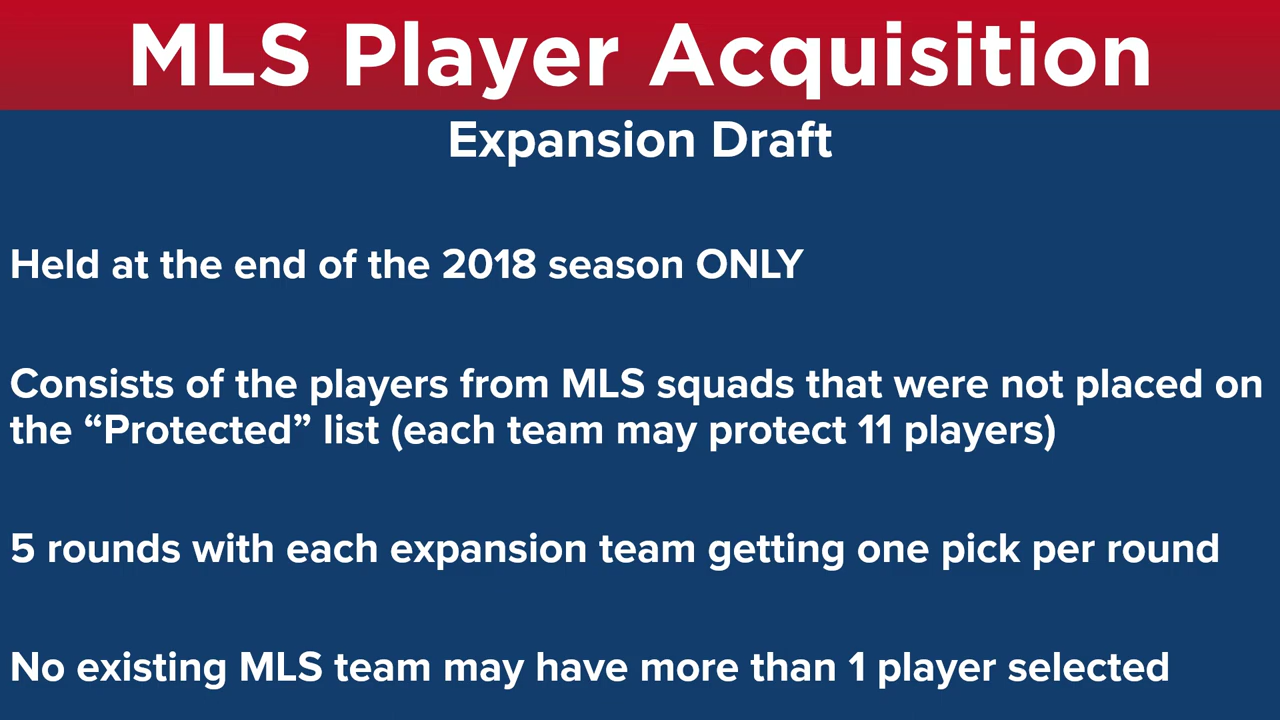 MLS Player Acquisition
Expansion Draft
Held at the end of the 2018 season ONLY
Consists of the players from MLS squads that were not placed on
the “Protected” list (each team may protect 11 players)
5 rounds with each expansion team getting one pick per round
No existing MLS team may have more than 1 player selected